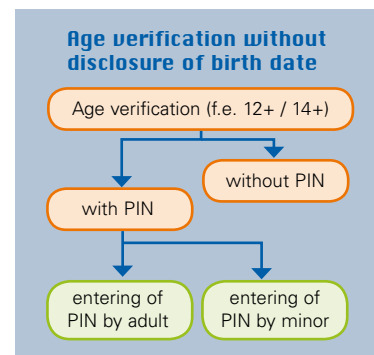 Age verification without
disclosure of birth date
Age verification (f.e. 12+ / 14+)
without PIN
with PIN
entering of
PIN by adult
entering of
PIN by minor